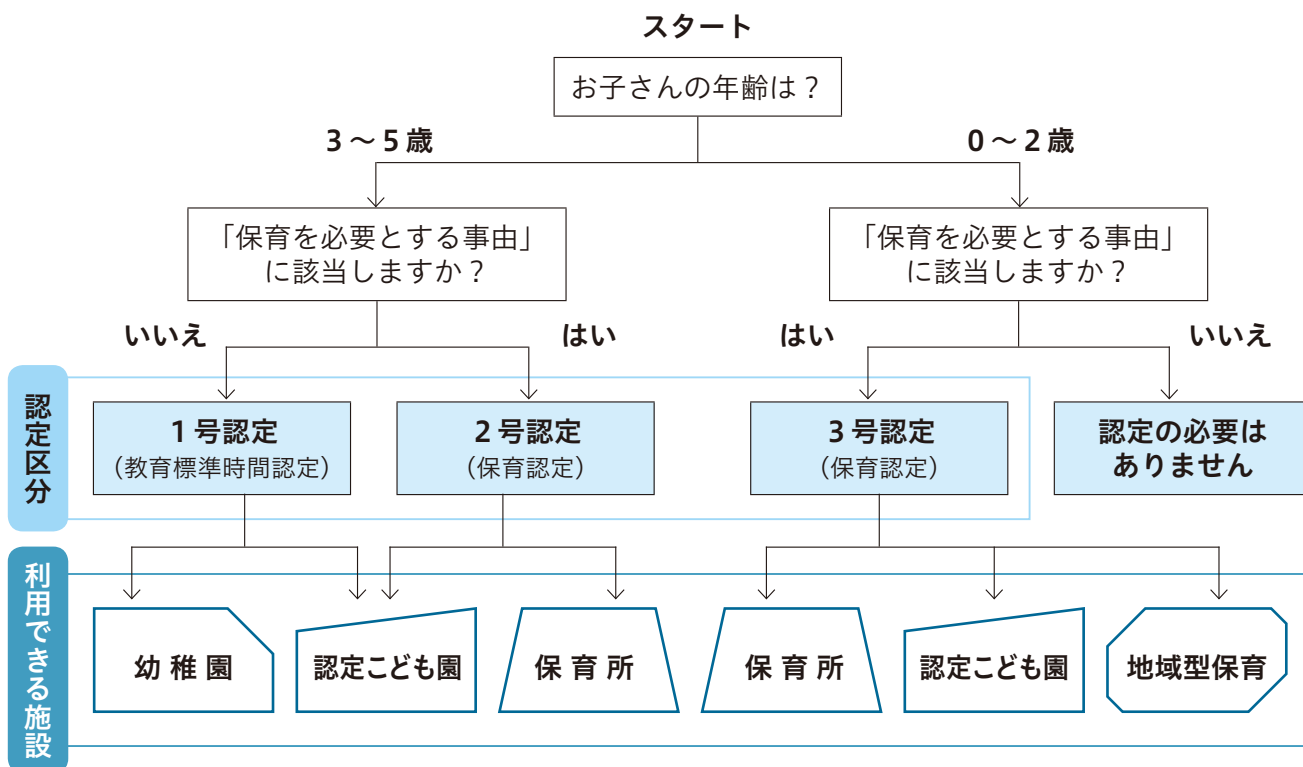 スタート
お子さんの年齢は？
3～5歳
0～2歳
「保育を必要とする事由」
に該当しますか？
「保育を必要とする事由」
に該当しますか？
いいえ
はい
はい
いいえ
認定区分
1号認定
（教育標準時間認定）
2号認定
（保育認定）
3号認定
（保育認定）
認定の必要は
ありません
利用できる施設
幼稚園
認定こども園
保育所
保育所
認定こども園
地域型保育